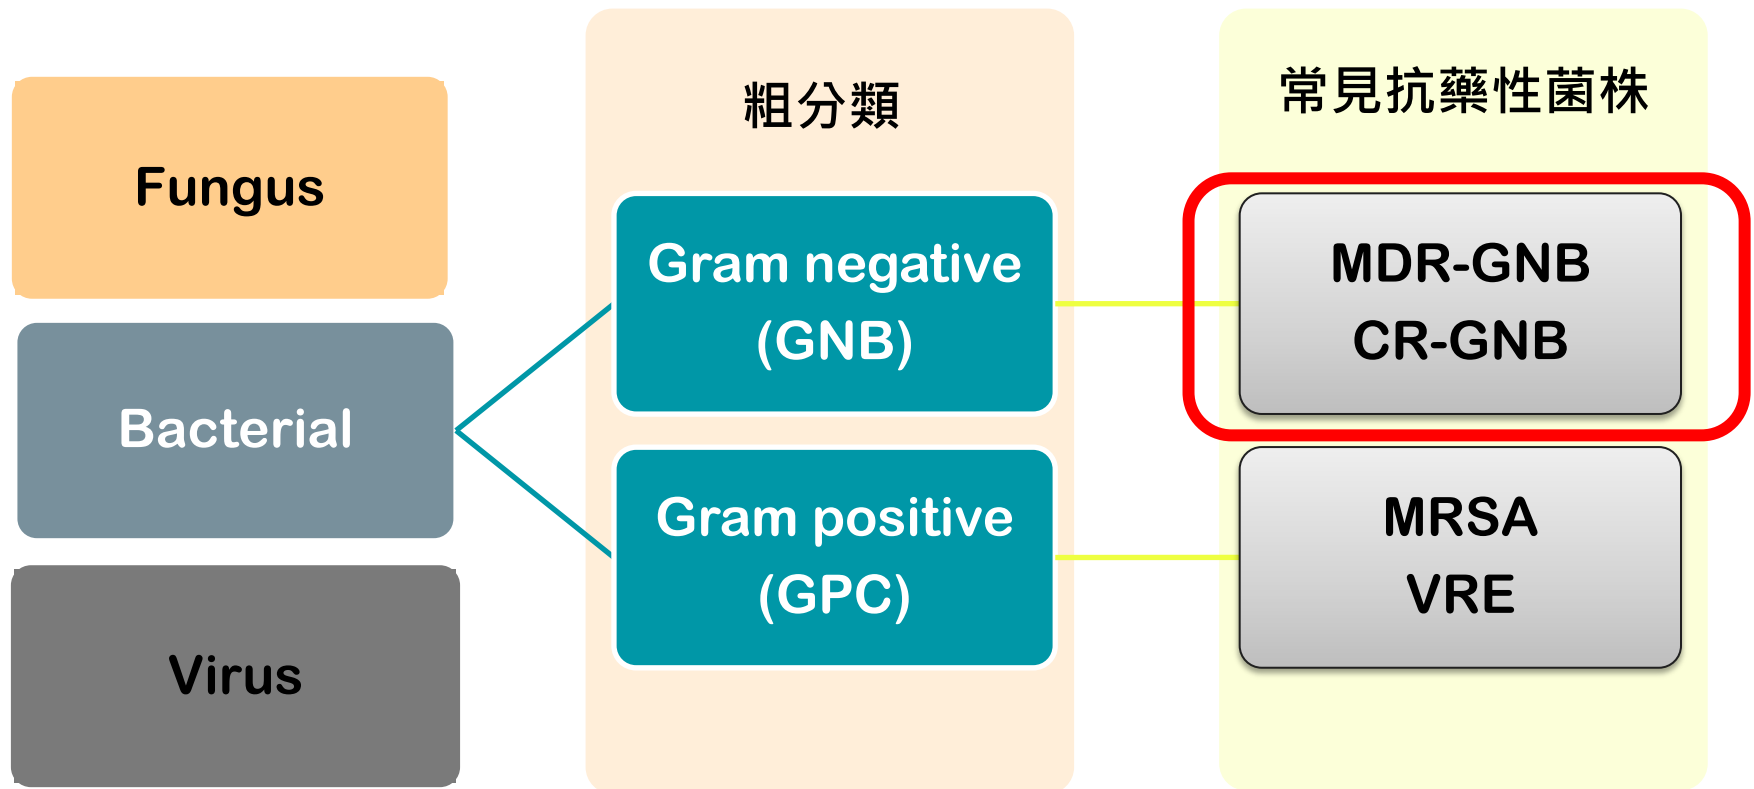 Fungus
Bacterial
Virus
粗分類
Gram negative
(GNB)
Gram positive
(GPC)
常見抗藥性菌株
MDR-GNB
CR-GNB
MRSA
VRE